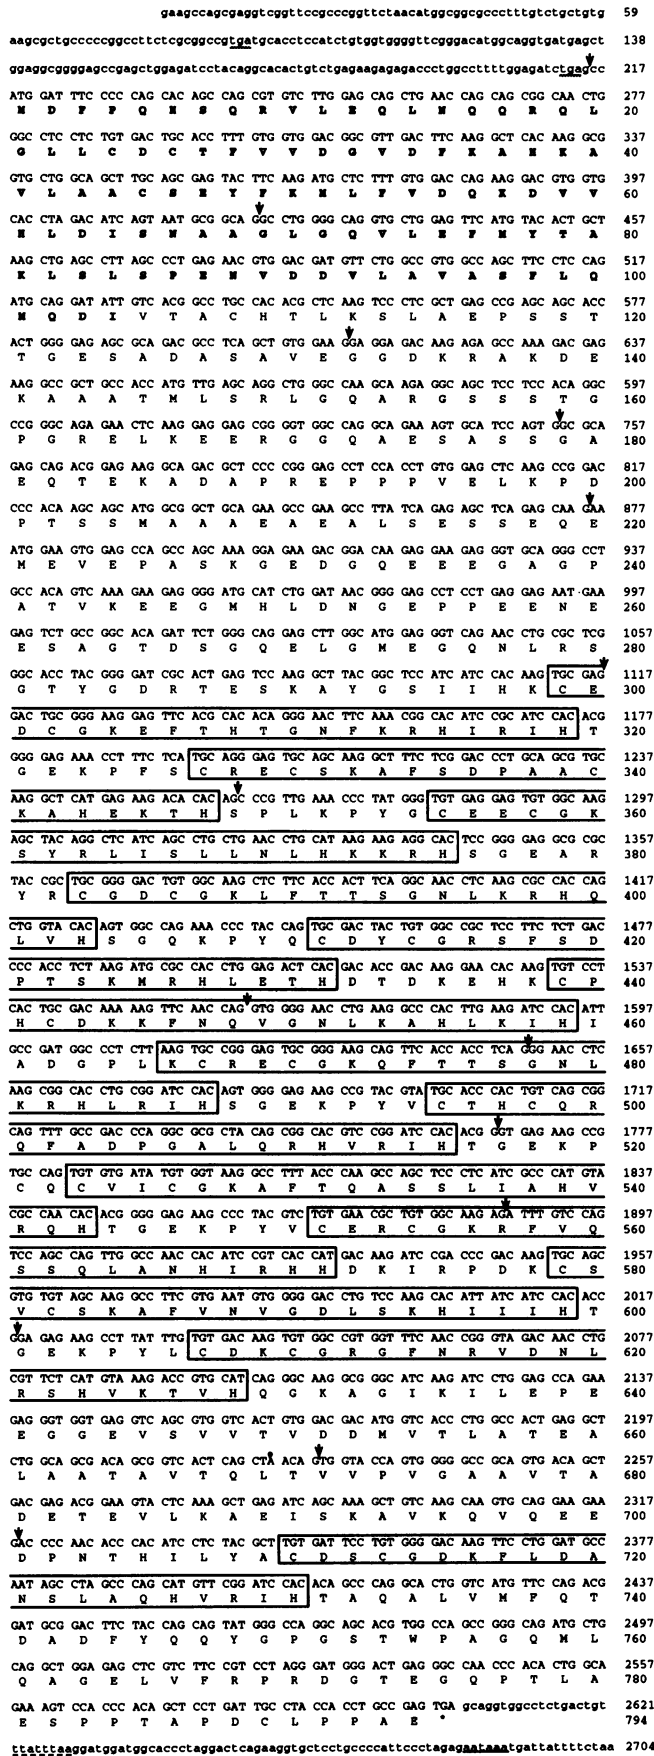 gaagccagcgaggtcggttccgcccggttctaacatggcggcgccctttgtctgctgtg 59
aagcgctgcccccggccttctcgcggccgtgatgcacctccatctgtggtggggttcgggacatggcaggtgatgagct 138
ggaggcggggagccgagctggagatcctacaggcacactgtctgagaagagagaccctggccttttggagatctgagcc 217
ATG GAT TTC CCC CAG CAC AGC CAG CGT GTC TTG GAG CAG CTG AAC CAG CAG CGG CAA CTG 277
M D F P Q H S Q R V L E Q L N Q Q R Q L 20
GGC CTC CTC TGT GAC TGC ACC TTT GTG GTG GAC GGC GTT GAC TTC AAG GCT CAC AAG GCG 337
G L L C D C T F V V D G V D F K A H K A 40
GTG CTG GCA GCT TGC AGC GAG TAC TTC AAG ATG CTC TTT GTG GAC CAG AAG GAC GTG GTG 397
V L A A C S E Y F K M L F V D Q K D V V 60
CAC CTA GAC ATC AGT AAT GCG GCA GGC CTG GGG CAG GTG CTG GAG TTC ATG TAC ACT GCT 457
H L D I S N A A G L G Q V L E F M Y T A 80
AAG CTG AGC CTT AGC CCT GAG AAC GTG GAC GAT GTT CTG GCC GTG GCC AGC TTC CTC CAG 517
K L S L S P E N V D D V L A V A S F L Q 100
ATG CAG GAT ATT GTC ACG GCC TGC CAC ACG CTC AAG TCC CTC GCT GAG CCG AGC AGC ACC 577
M Q D I V T A C H T L K S L A E P S S T 120
ACT GGG GAG AGC GCA GAC GCC TCA GCT GTG GAA GGA GGA GAC AAG AGA GCC AAA GAC GAG 637
T G E S A D A S A V E G G D K R A K D E 140
AAG GCC GCT GCC ACC ATG TTG AGC AGG CTG GGC CAA GCA AGA GGC AGC TCC TCC ACA GGC 597
K A A A T M L S R L G Q A R G S S S T G 160
CCG GGC AGA GAA CTC AAG GAG GAG CGG GGT GGC CAG GCA GAA AGT GCA TCC AGT GGC GCA 757
P G R E L K E E R G G Q A E S A S S G A 180
GAG CAG ACG GAG AAG GCA GAC GCT CCC CGG GAG CCT CCA CCT GTG GAG CTC AAG CCG GAC 817
E Q T E K A D A P R E P P P V E L K P D 200
CCC ACA AGC AGC ATG GCG GCT GCA GAA GCC GAA GCC TTA TCA GAG AGC TCA GAG CAA GAA 877
P T S S M A A A E A E A L S E S S E Q E 220
ATG GAA GTG GAG CCA GCC AGC AAA GGA GAA GAC GGA CAA GAG GAA GAG GGT GCA GGG CCT 937
M E V E P A S K G E D G Q E E E G A G P 240
GCC ACA GTC AAA GAA GAG GGG ATG CAT CTG GAT AAC GGG GAG CCT CCT GAG GAG AAT GAA 997
A T V K E E G M H L D N G E P P E E N E 260
GAG TCT GCC GGC ACA GAT TCT GGG CAG GAG CTT GGC ATG GAG GGT CAG AAC CTG CGC TCG 1057
E S A G T D S G Q E L G M E G Q N L R S 280
GGC ACC TAC GGG GAT CGC ACT GAG TCC AAG GCT TAC GGC TCC ATC ATC CAC AAG TGC GAG 1117
G T Y G D R T E S K A Y G S I I H K C E 300
GAC TGC GGG AAG GAG TTC ACG CAC ACA GGG AAC TTC AAA CGG CAC ATC CGC ATC CAC ACG 1177
D C G K E F T H T G N F K R H I R I H T 320
GGG GAG AAA CCT TTC TCA TGC AGG GAG TGC AGC AAG GCT TTC TCG GAC CCT GCA GCG TGC 1237
G E K P F S C R E C S K A F S D P A A C 340
AAG GCT CAT GAG AAG ACA CAC AGC CCG TTG AAA CCC TAT GGG TGT GAG GAG TGT GGC AAG 1297
K A H E K T H S P L K P Y G C E E C G K 360
AGC TAC AGG CTC ATC AGC CTG CTG AAC CTG CAT AAG AAG AGG CAC TCC GGG GAG GCG CGC 1357
S Y R L I S L L N L H K K R H S G E A R 380
TAC CGC TGC GGG GAC TGT GGC AAG CTC TTC ACC ACT TCA GGC AAC CTC AAG CGC CAC CAG 1417
Y R C G D C G K L F T T S G N L K R H Q 400
CTG GTA CAC AGT GGC CAG AAA CCC TAC CAG TGC GAC TAC TGT GGC CGC TCC TTC TCT GAC 1477
L V H S G Q K P Y Q C D Y C G R S F S D 420
CCC ACC TCT AAG ATG CGC CAC CTG GAG ACT CAC GAC ACC GAC AAG GAA CAC AAG TGT CCT 1537
P T S K M R H L E T H D T D K E H K C P 440
CAC TGC GAC AAA AAG TTC AAC CAG GTG GGG AAC CTG AAG GCC CAC TTG AAG ATC CAC ATT 1597
H C D K K F N Q V G N L K A H L K I H I 460
GCC GAT GGC CCT CTT AAG TGC CGG GAG TGC GGG AAG CAG TTC ACC ACC TCA GGG AAC CTC 1657
A D G P L K C R E C G K Q F T T S G N L 480
AAG CGG CAC CTG CGG ATC CAC AGT GGG GAG AAG CCG TAC GTA TGC ACC CAC TGT CAG CGG 1717
K R H L R I H S G E K P Y V C T H C Q R 500
CAG TTT GCC GAC CCA GGC GCG CTA CAG CGG CAC GTC CGG ATC CAC ACG GGT GAG AAG CCG 1777
Q F A D P G A L Q R H V R I H T G E K P 520
TGC CAG TGT GTG ATA TGT GGT AAG GCC TTT ACC CAA GCC AGC TCC CTC ATC GCC CAT GTA 1837
C Q C V I C G K A F T Q A S S L I A H V 540
CGC CAA CAC ACG GGG GAG AAG CCC TAC GTC TGT GAA CGC TGT GGC AAG AGA TTT GTC CAG 1897
R Q H T G E K P Y V C E R C G K R F V Q 560
TCC AGC CAG TTG GCC AAC CAC ATC CGT CAC CAT GAC AAG ATC CGA CCC GAC AAG TGC AGC 1957
S S Q L A N H I R H H D K I R P D K C S 580
GTG TGT AGC AAG GCC TTC GTG AAT GTG GGG GAC CTG TCC AAG CAC ATT ATC ATC CAC ACC 2017
V C S K A F V N V G D L S K H I I I H T 600
GGA GAG AAG CCT TAT TTG TGT GAC AAG TGT GGC CGT GGT TTC AAC CGG GTA GAC AAC CTG 2077
G E K P Y L C D K C G R G F N R V D N L 620
CGT TCT CAT GTA AAG ACC GTG CAT CAG GGC AAG GCG GGC ATC AAG ATC CTG GAG CCA GAA 2137
R S H V K T V H Q G K A G I K I L E P E 640
GAG GGT GGT GAG GTC AGC GTG GTC ACT GTG GAC GAC ATG GTC ACC CTG GCC ACT GAG GCT 2197
E G G E V S V V T V D D M V T L A T E A 660
CTG GCA GCG ACA GCG GTC ACT CAG CTA ACA GTG GTA CCA GTG GGG GCC GCA GTG ACA GCT 2257
L A A T A V T Q L T V V P V G A A V T A 680
GAC GAG ACG GAA GTA CTC AAA GCT GAG ATC AGC AAA GCT GTC AAG CAA GTG CAG GAA GAA 2317
D E T E V L K A E I S K A V K Q V Q E E 700
GAC CCC AAC ACC CAC ATC CTC TAC GCT TGT GAT TCC TGT GGG GAC AAG TTC CTG GAT GCC 2377
D P N T H I L Y A C D S C G D K F L D A 720
AAT AGC CTA GCC CAG CAT GTT CGG ATC CAC ACA GCC CAG GCA CTG GTC ATG TTC CAG ACG 2437
N S L A Q H V R I H T A Q A L V M F Q T 740
GAT GCG GAC TTC TAC CAG CAG TAT GGG CCA GGC AGC ACG TGG CCA GCC GGG CAG ATG CTG 2497
D A D F Y Q Q Y G P G S T W P A G Q M L 760
CAG GCT GGA GAG CTC GTC TTC CGT CCT AGG GAT GGG ACT GAG GGC CAA CCC ACA CTG GCA 2557
Q A G E L V F R P R D G T E G Q P T L A 780
GAA AGT CCA CCC ACA GCT CCT GAT TGC CTA CCA CCT GCC GAG TGA gcaggtggcctctgactgt 2621
E S P P T A P D C L P P A E * 794
ttatttaaggatggatggcaccctaggactcagaaggtgctcctgccccattccctagagaataaatgattattttctaa 2704